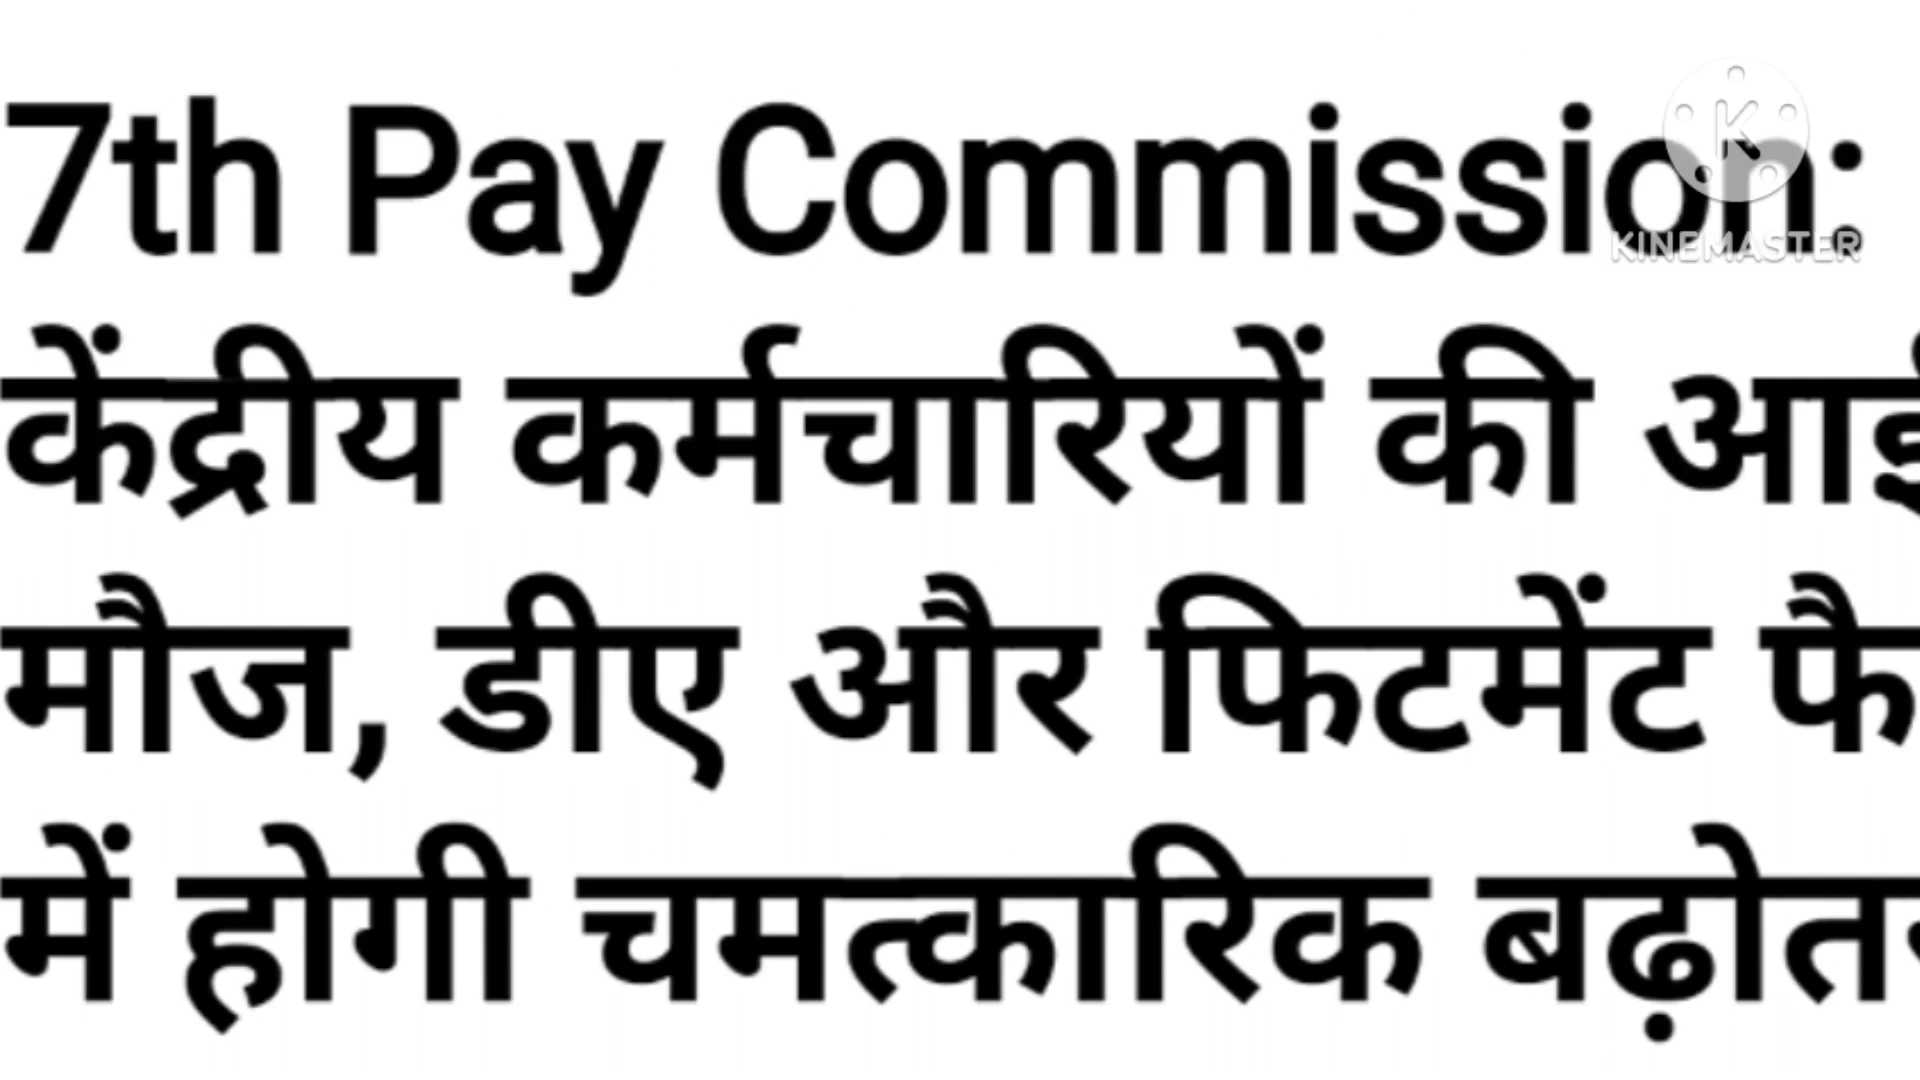 7th Pay Commission:
KINEMASTER
केंद्रीय कर्मचारियों की
मौज, डीए और फिटमेंट
में होगी चमत्कारिक